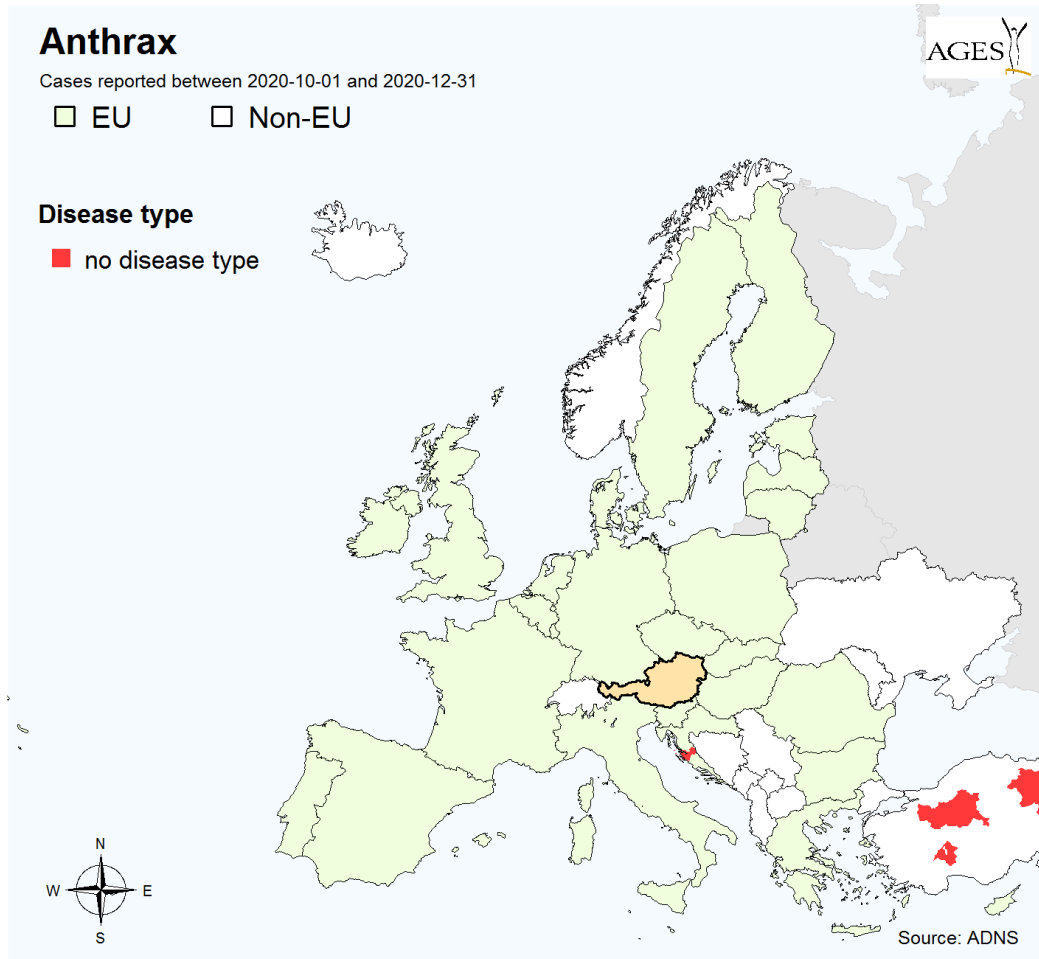 Anthrax
Cases reported between 2020-10-01 and 2020-12-31
EU Non-EU
AGES
Disease type
no disease type
N
W E
S
Source: ADNS